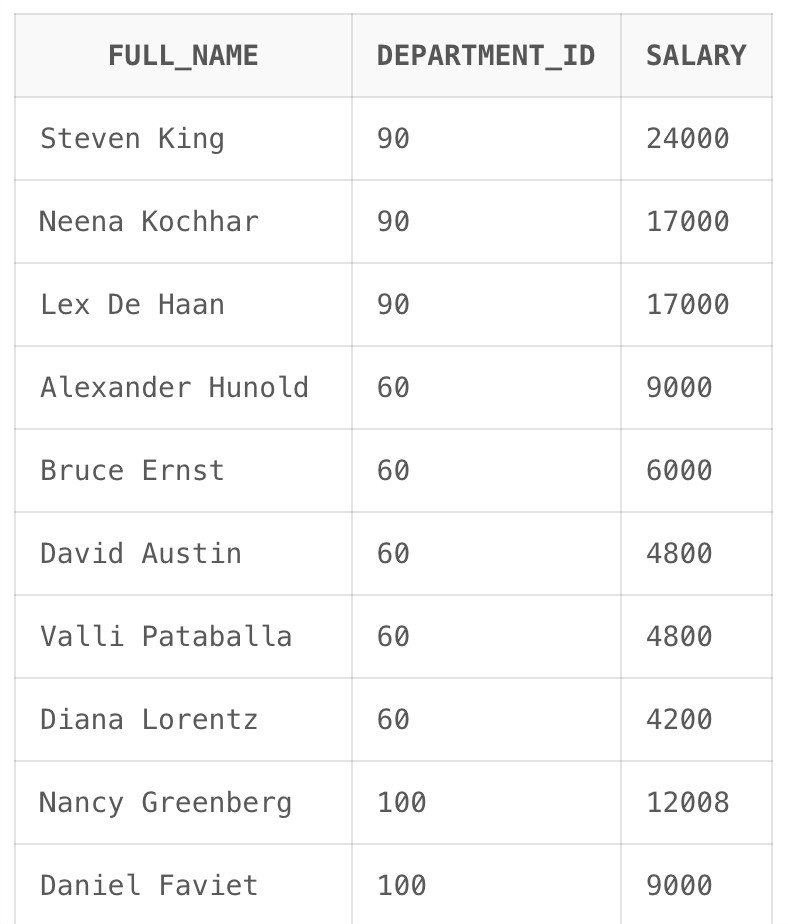 FULL_NAME DEPARTMENT_ID SALARY
Steven King 90 24000
Neena Kochhar 90 17000
Lex De Haan 90 17000
Alexander Hunold 60 9000
Bruce Ernst 60 6000
David Austin 60 4800
Valli Pataballa 60 4800
Diana Lorentz 60 4200
Nancy Greenberg 100 12008
Daniel Faviet 100 9000